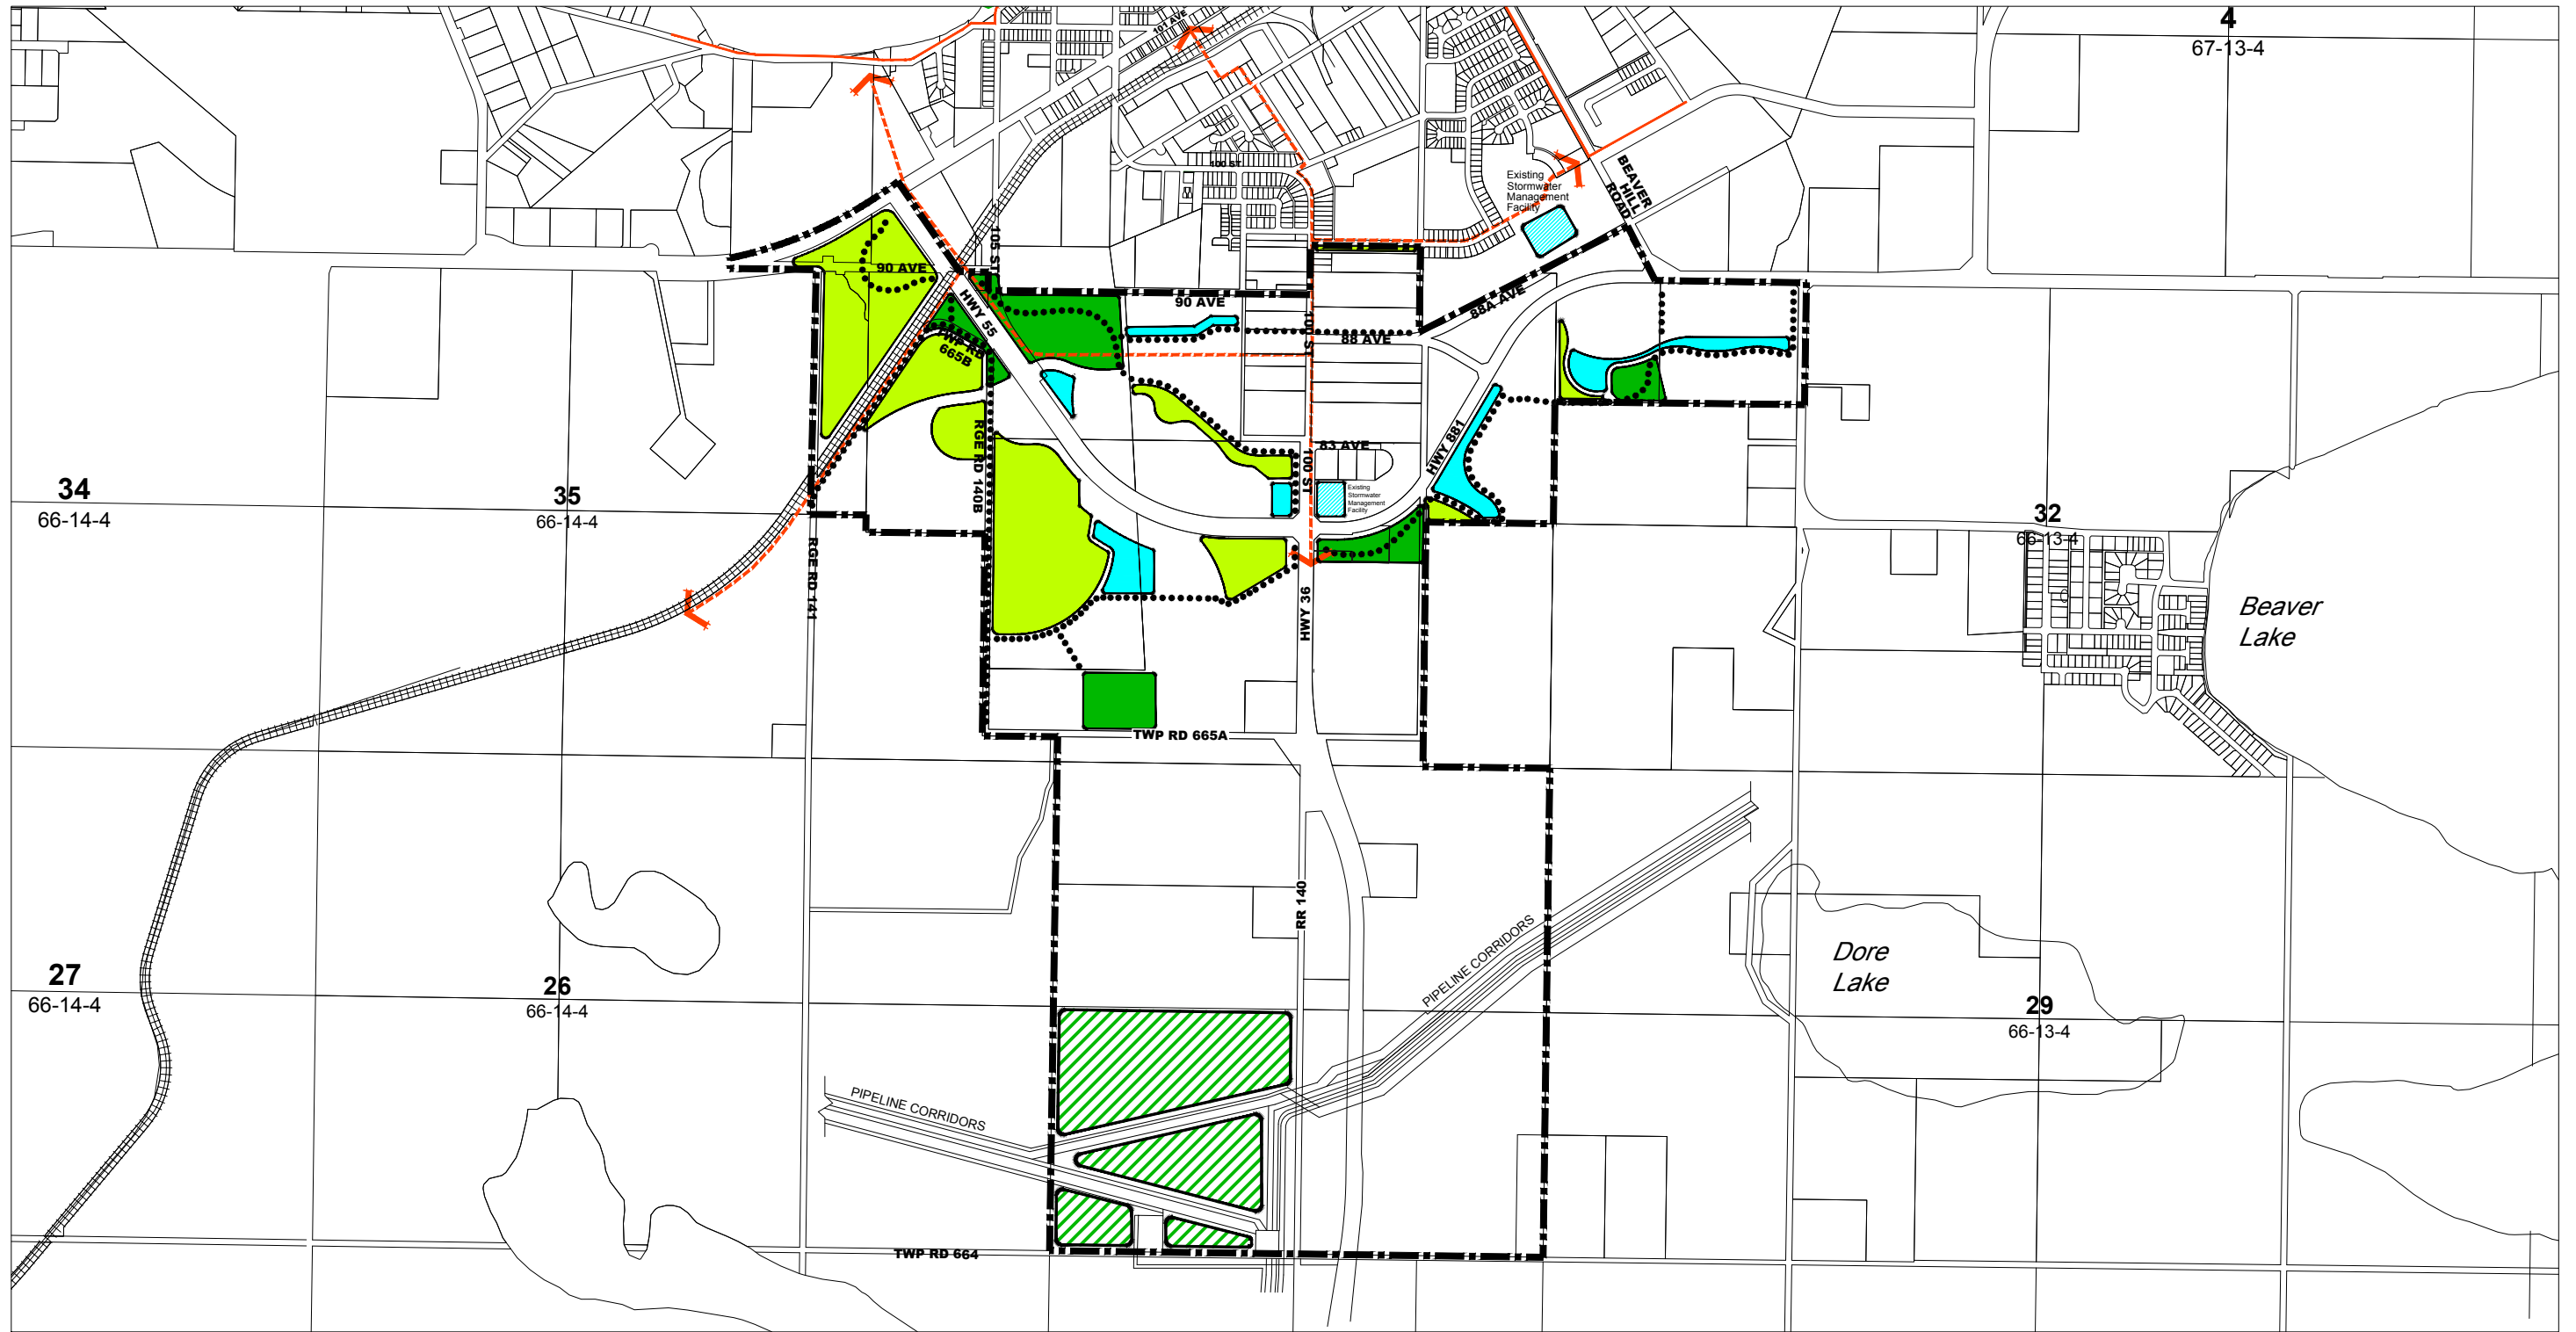 4
67-13-4
101 AVE
100 ST
Existing
Stormwater
Management
Facility
BEAVER
HILL
ROAD
105 ST
90 AVE
HWY 55
90 AVE
88A AVE
100 ST
88 AVE
TWP RD
665B
RGE RD 140B
83 AVE
HWY 881
100 ST
Existing
Stormwater
Management
Facility
34
66-14-4
35
66-14-4
32
66-13-4
RGE RD 141
HWY 36
Beaver
Lake
TWP RD 665A
RR 140
PIPELINE CORRIDORS
Dore
Lake
27
66-14-4
26
66-14-4
29
66-13-4
PIPELINE CORRIDORS
TWP RD 664